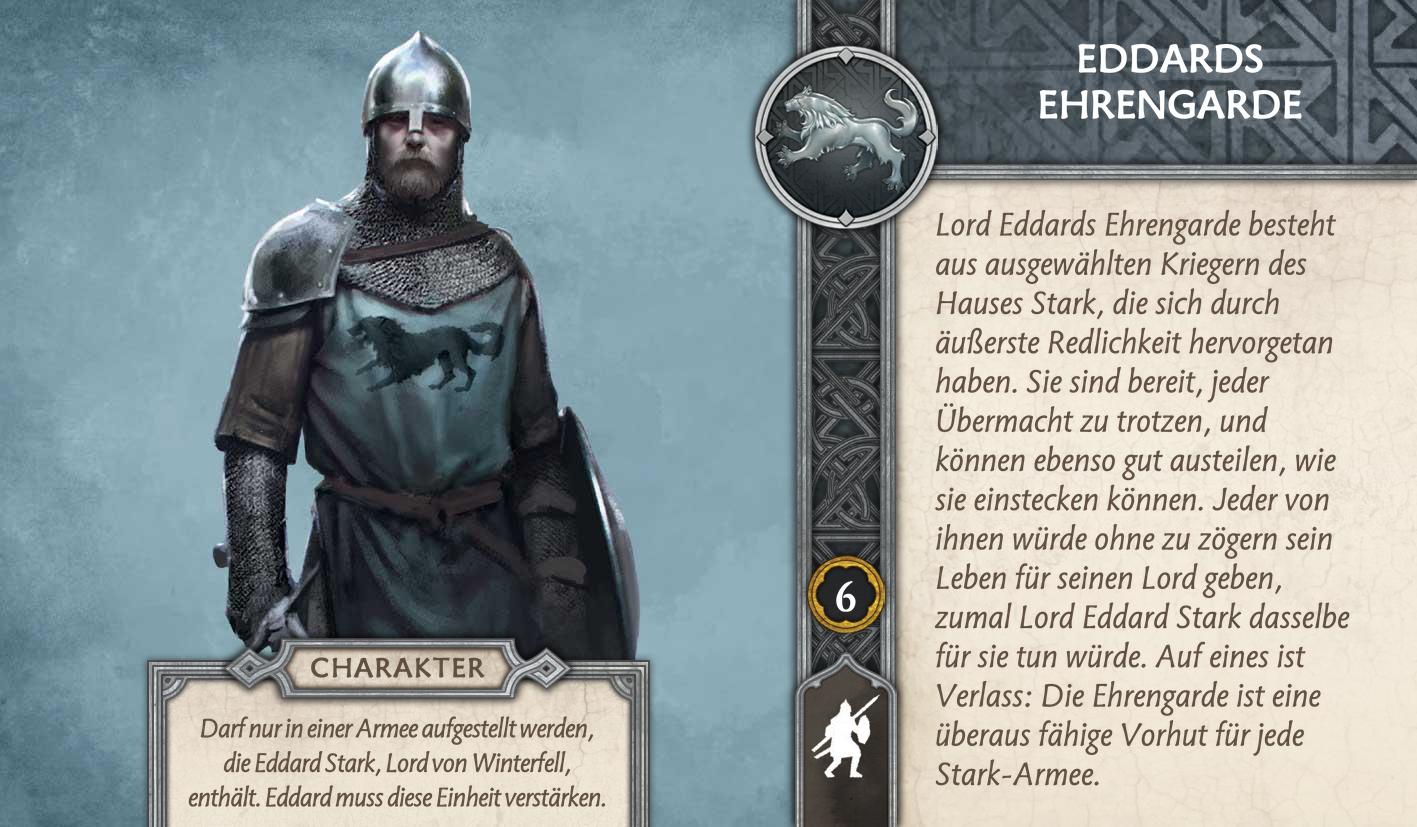 EDDARDS
EHRENGARDE
Lord Eddards Ehrengarde besteht
aus ausgewählten Kriegern des
Hauses Stark, die sich durch
äußerste Redlichkeit hervorgetan
haben. Sie sind bereit, jeder
Übermacht zu trotzen, und
können ebenso gut austeilen, wie
sie einstecken können. Jeder von
ihnen würde ohne zu zögern sein
Leben für seinen Lord geben,
zumal Lord Eddard Stark dasselbe
für sie tun würde. Auf eines ist
Verlass: Die Ehrengarde ist eine
überaus fähige Vorhut für jede
Stark-Armee.
6
CHARAKTER
Darf nur in einer Armee aufgestellt werden,
die Eddard Stark, Lord von Winterfell,
enthält. Eddard muss diese Einheit verstärken.